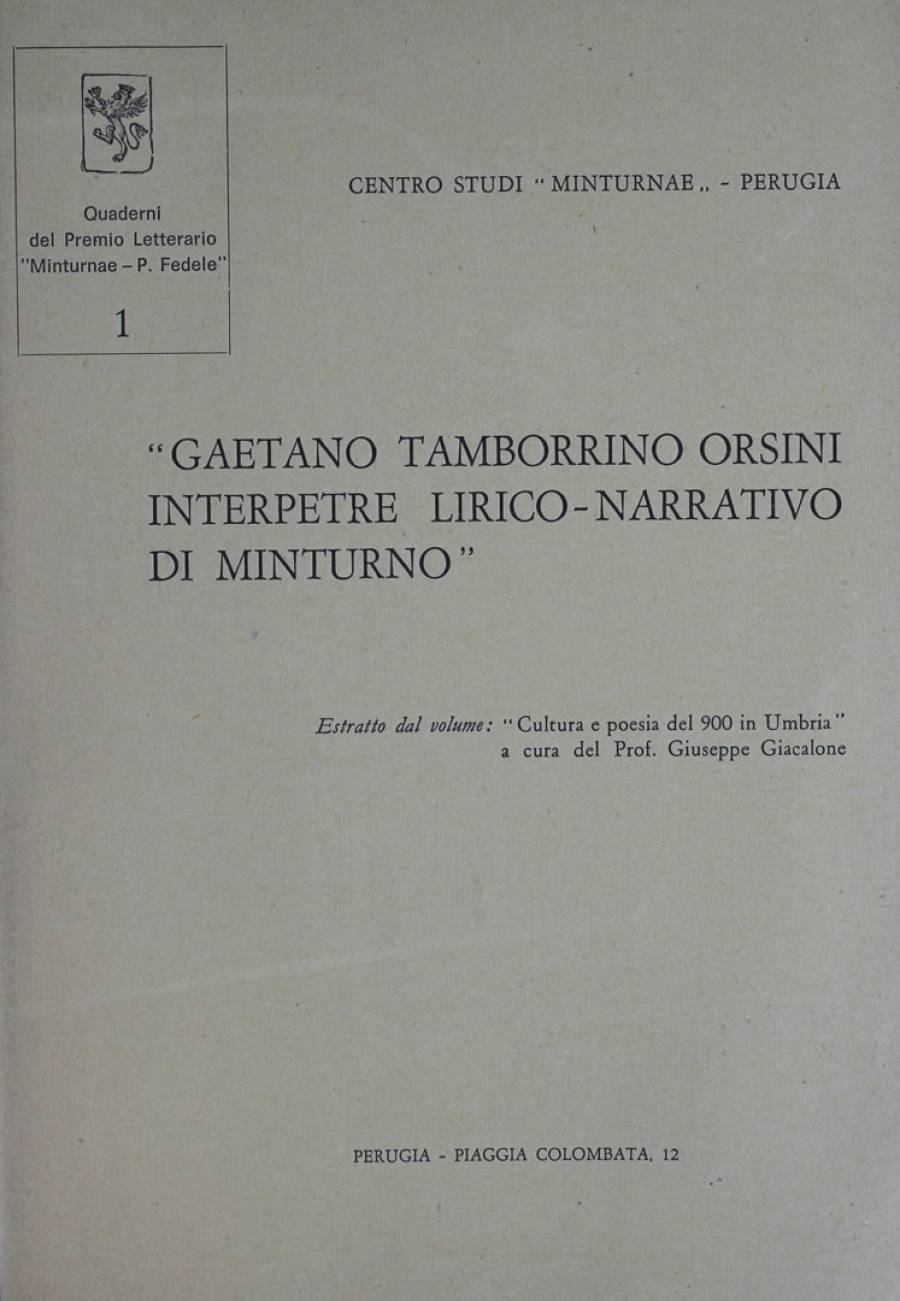 Quaderni
del Premio Letterario
"Minturnae – P. Fedele"
1
CENTRO STUDI “ MINTURNAE „ - PERUGIA
“ GAETANO TAMBORRINO ORSINI
INTERPETRE LIRICO-NARRATIVO
DI MINTURNO ”
Estratto dal volume: “ Cultura e poesia del 900 in Umbria ”
a cura del Prof. Giuseppe Giacalone
PERUGIA - PIAGGIA COLOMBATA, 12